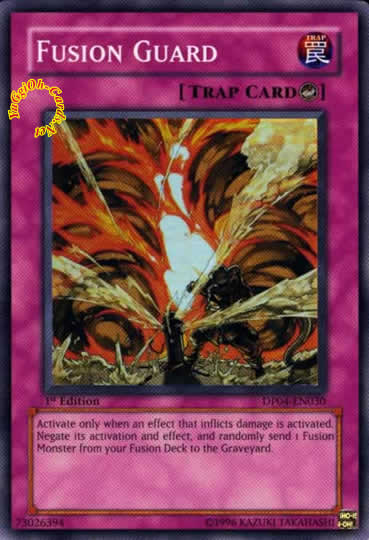 FUSION GUARD
TRAP
罠
[TRAP CARD]
YuGiOh-Cards.Net
1st Edition
DP04-EN030
Activate only when an effect that inflicts damage is activated.
Negate its activation and effect, and randomly send 1 Fusion
Monster from your Fusion Deck to the Graveyard.
73026394
©1996 KAZUKI TAKAHASHI